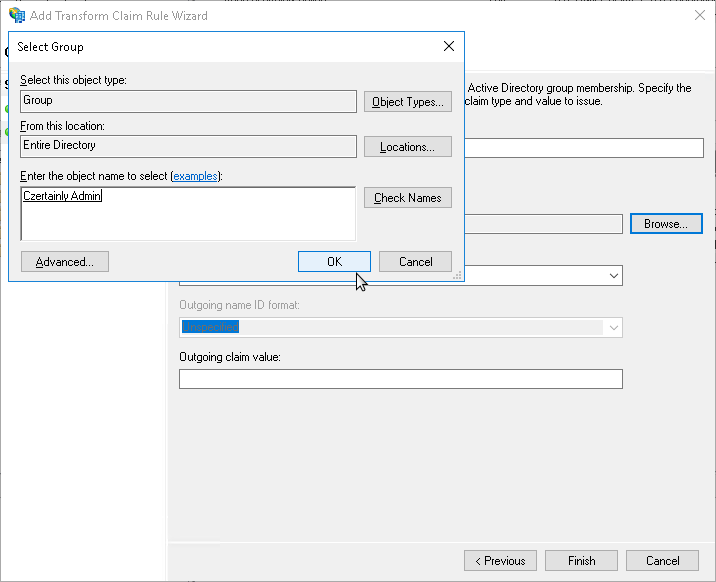 Add Transform Claim Rule Wizard
Select Group
Select this object type:
Group
Object Types...
From this location:
Entire Directory
Locations...
Enter the object name to select (examples):
Czertainly Admin
Check Names
Advanced...
OK
Cancel
Active Directory group membership. Specify the
claim type and value to issue.
Browse...
Outgoing name ID format:
Unspecified
Outgoing claim value:
< Previous
Finish
Cancel